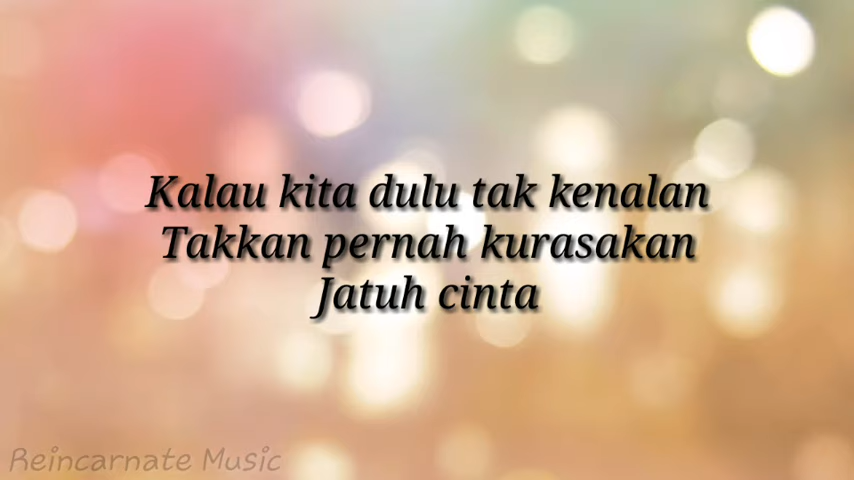 Kalau kita dulu tak kenalan
Takkan pernah kurasakan
Jatuh cinta
Reincarnate Music